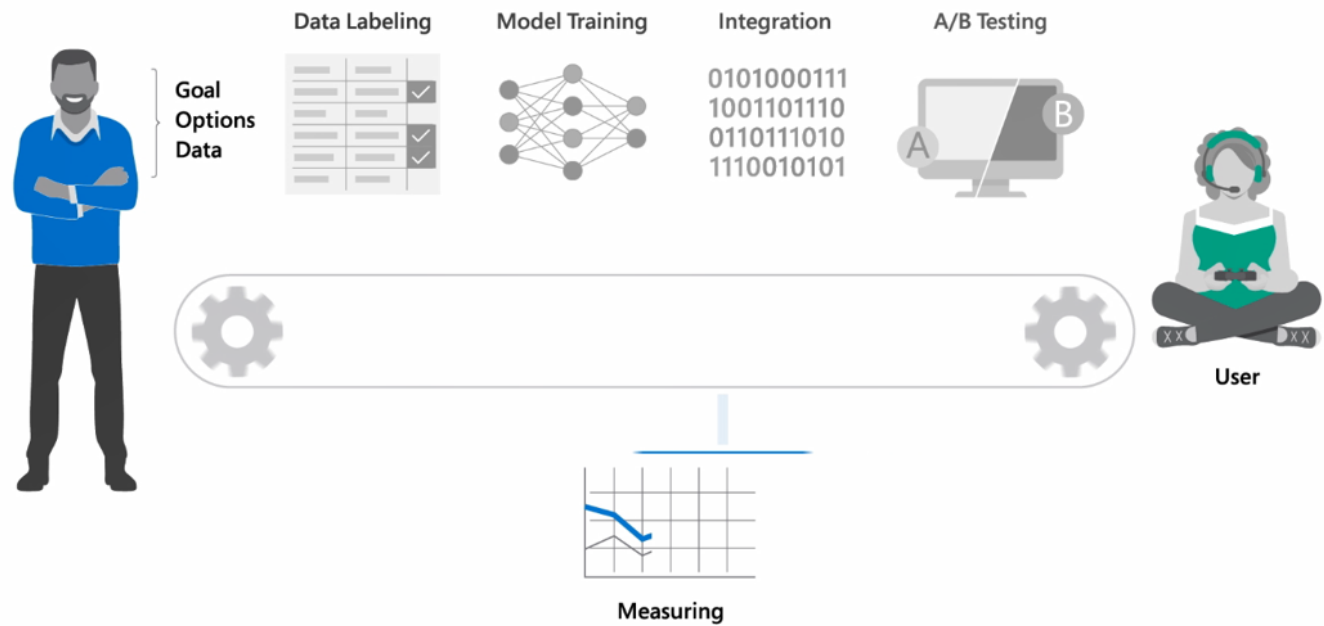 Data Labeling
Model Training
Integration
A/B Testing
Goal
Options
Data
0101000111
1001101110
0110111010
1110010101
A
B
User
Measuring